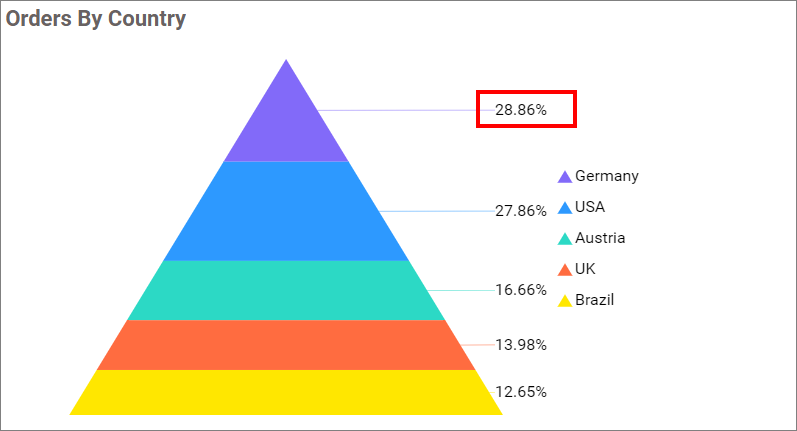 Orders By Country
28.86%
27.86%
16.66%
13.98%
12.65%
Germany
USA
Austria
UK
Brazil